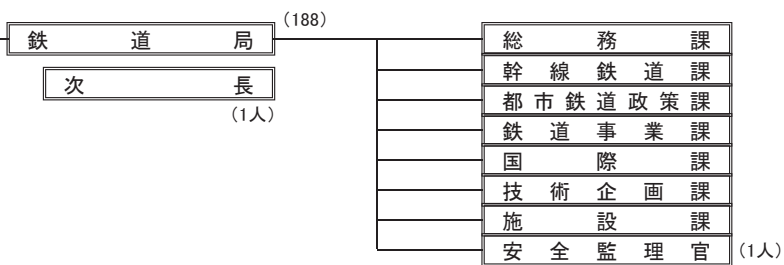 (188)
鉄道局
次長
(1人)
総務課
幹線鉄道課
都市鉄道政策課
鉄道事業課
国際課
技術企画課
施設課
安全監理官 (1人)